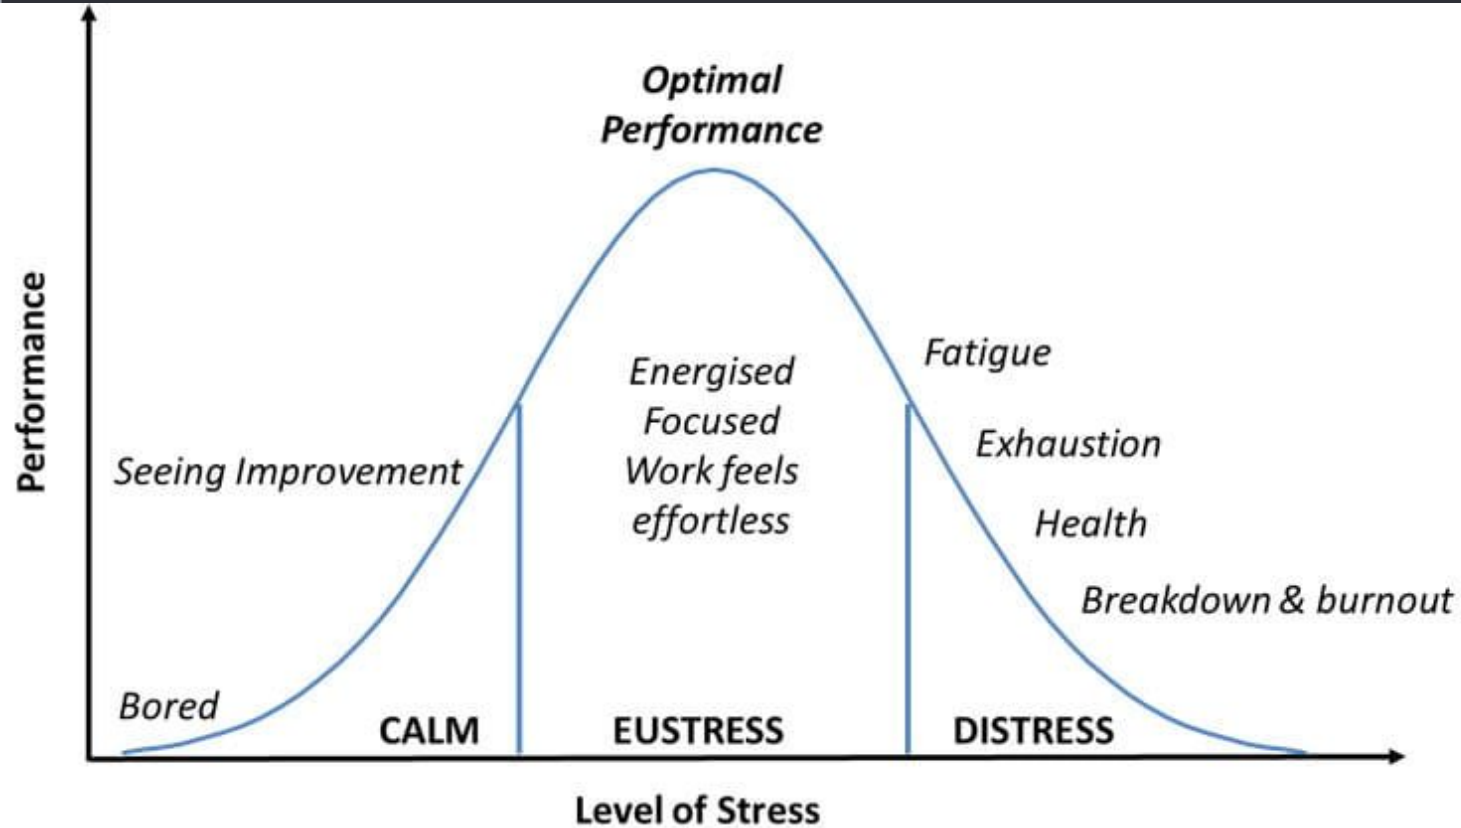 Optimal
Performance
Performance
Energised
Focused
Work feels
effortless
Seeing Improvement
Bored
Fatigue
Exhaustion
Health
Breakdown & burnout
CALM
EUSTRESS
DISTRESS
Level of Stress